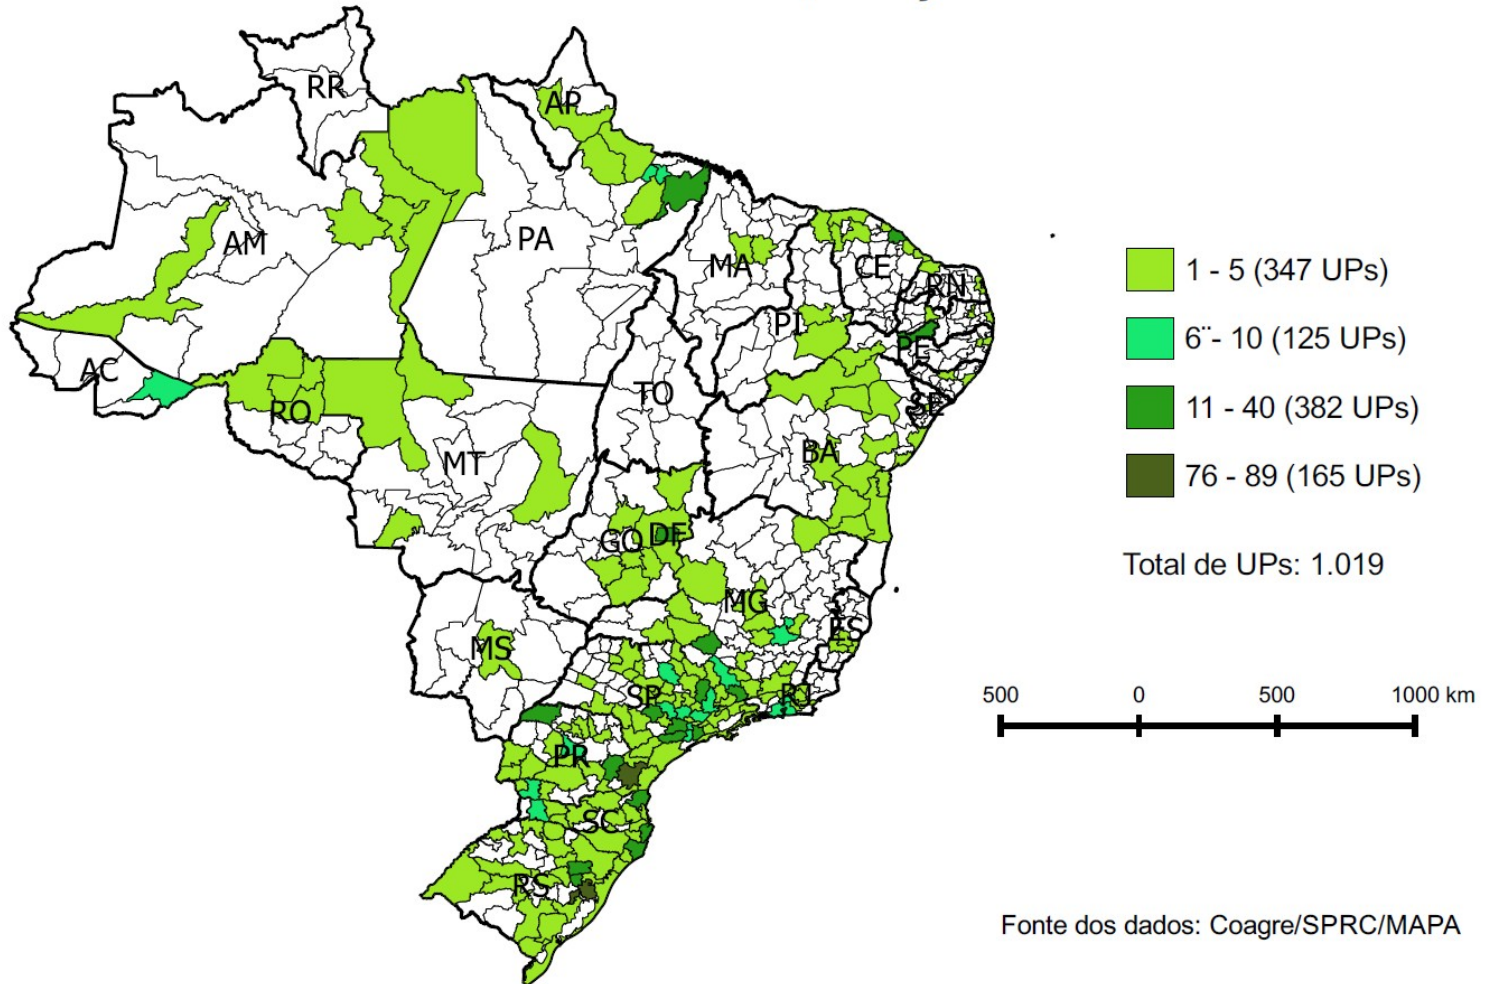 RR
AP
AM
PA
MA
CE
RN
PI
PE
AC
TO
SE
RO
BA
MT
GO
DF
MG
ES
MS
SP
RJ
PR
SC
RS
1 - 5 (347 UPs)
6¨- 10 (125 UPs)
11 - 40 (382 UPs)
76 - 89 (165 UPs)
Total de UPs: 1.019
500 0 500 1000 km
Fonte dos dados: Coagre/SPRC/MAPA